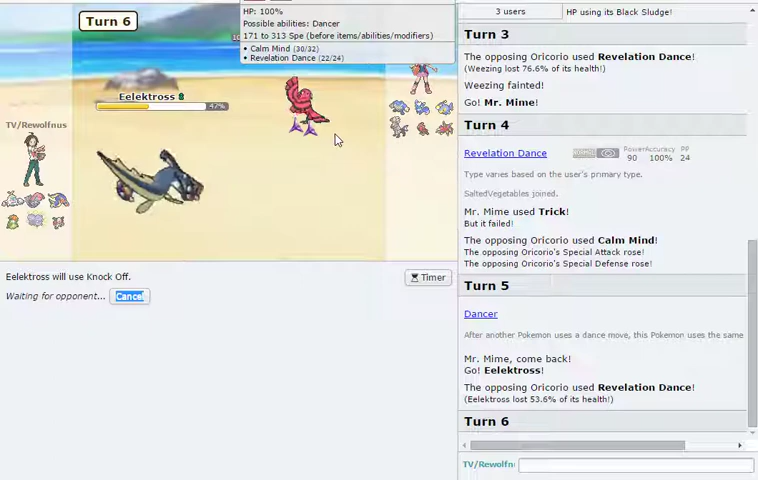 Turn 6
HP: 100%
Possible abilities: Dancer
171 to 313 Spe (before items/abilities/modifiers)
• Calm Mind (30/32)
• Revelation Dance (22/24)
Eelektross
47%
TV/Rewolfnus
Eelektross will use Knock Off.
Timer
Waiting for opponent...
Cancel
3 users
HP using its Black Sludge!
Turn 3
The opposing Oricorio used Revelation Dance!
(Weezing lost 76.6% of its health!)
Weezing fainted!
Go! Mr. Mime!
Turn 4
Revelation Dance
Power Accuracy PP
90 100% 24
Type varies based on the user's primary type.
SaltedVegetables joined.
Mr. Mime used Trick!
But it failed!
The opposing Oricorio used Calm Mind!
The opposing Oricorio's Special Attack rose!
The opposing Oricorio's Special Defense rose!
Turn 5
Dancer
After another Pokemon uses a dance move, this Pokemon uses the same
Mr. Mime, come back!
Go! Eelektross!
The opposing Oricorio used Revelation Dance!
(Eelektross lost 53.6% of its health!)
Turn 6
TV/Rewolfn